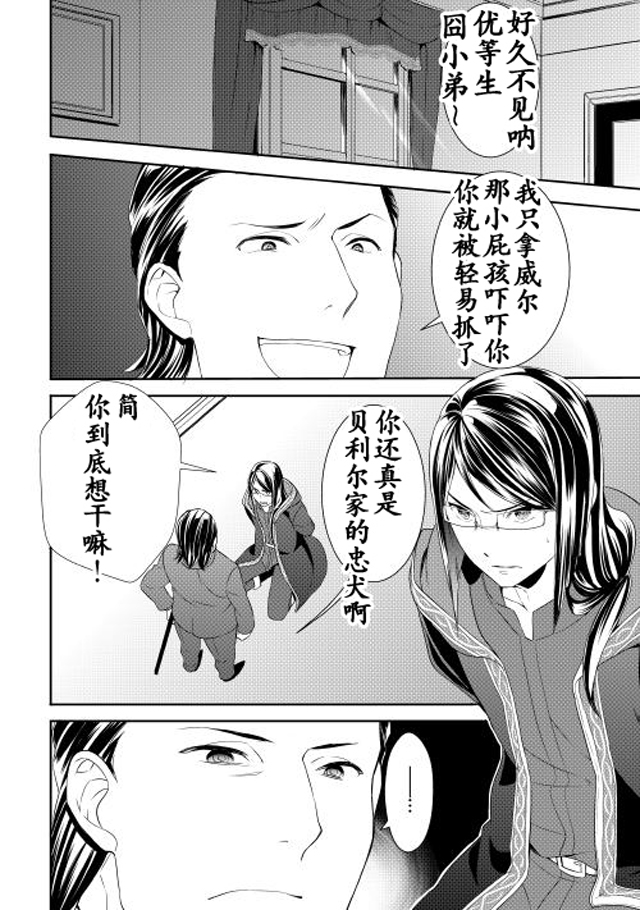 好久不见呐
优等生
囧小弟~
我只拿威尔
那小屁孩吓吓你
你就被轻易抓了
你还真是
贝利尔家的忠犬啊
简
你到底想干嘛！
……